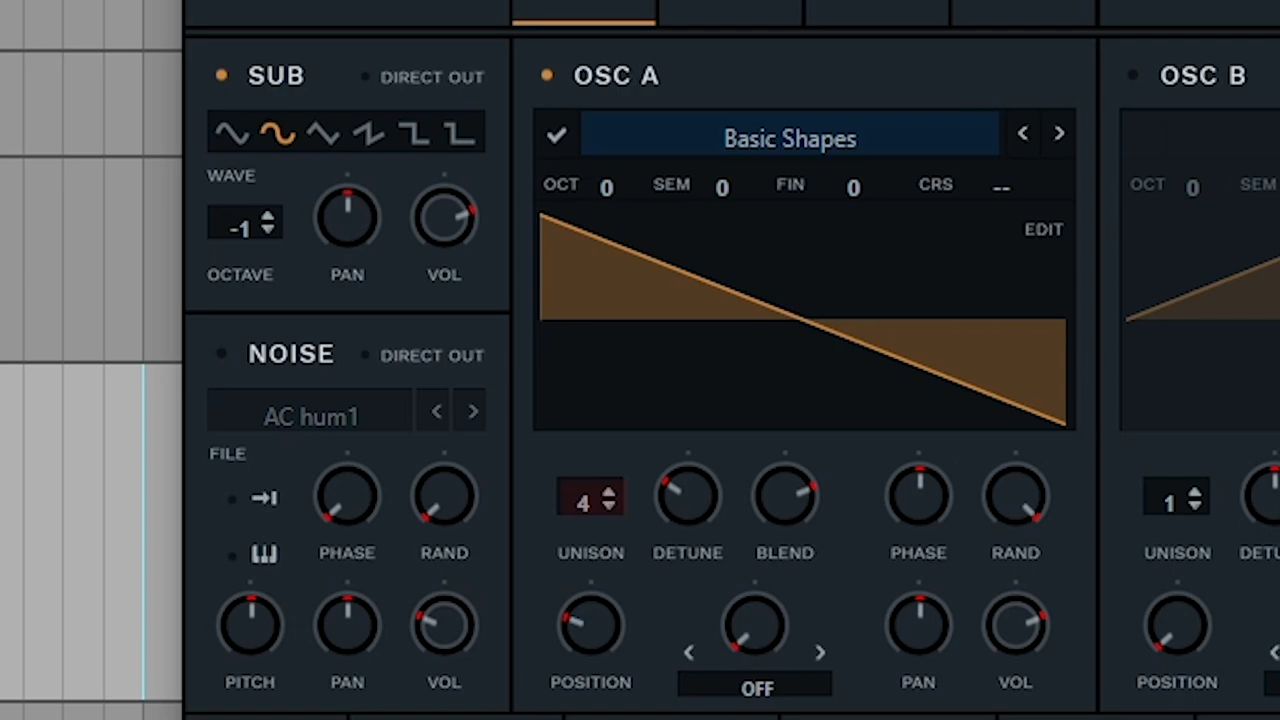 SUB DIRECT OUT
WAVE
-1
OCTAVE PAN VOL
NOISE DIRECT OUT
AC hum1
FILE
PHASE RAND
PITCH PAN VOL
OSC A
Basic Shapes
OCT 0 SEM 0 FIN 0 CRS --
EDIT
4
UNISON DETUNE BLEND PHASE RAND
POSITION OFF PAN VOL
OSC B
OCT 0 SEM
1
UNISON DETU
POSITION